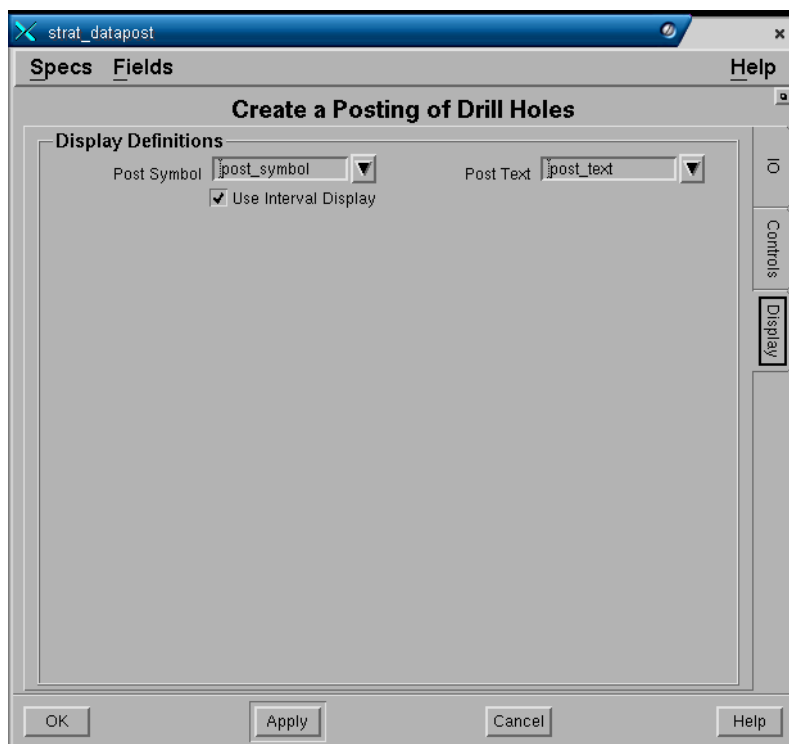 strat_datapost
Specs Fields Help
Create a Posting of Drill Holes
Display Definitions
Post Symbol post_symbol Post Text post_text
Use Interval Display
IO
Controls
Display
OK Apply Cancel Help